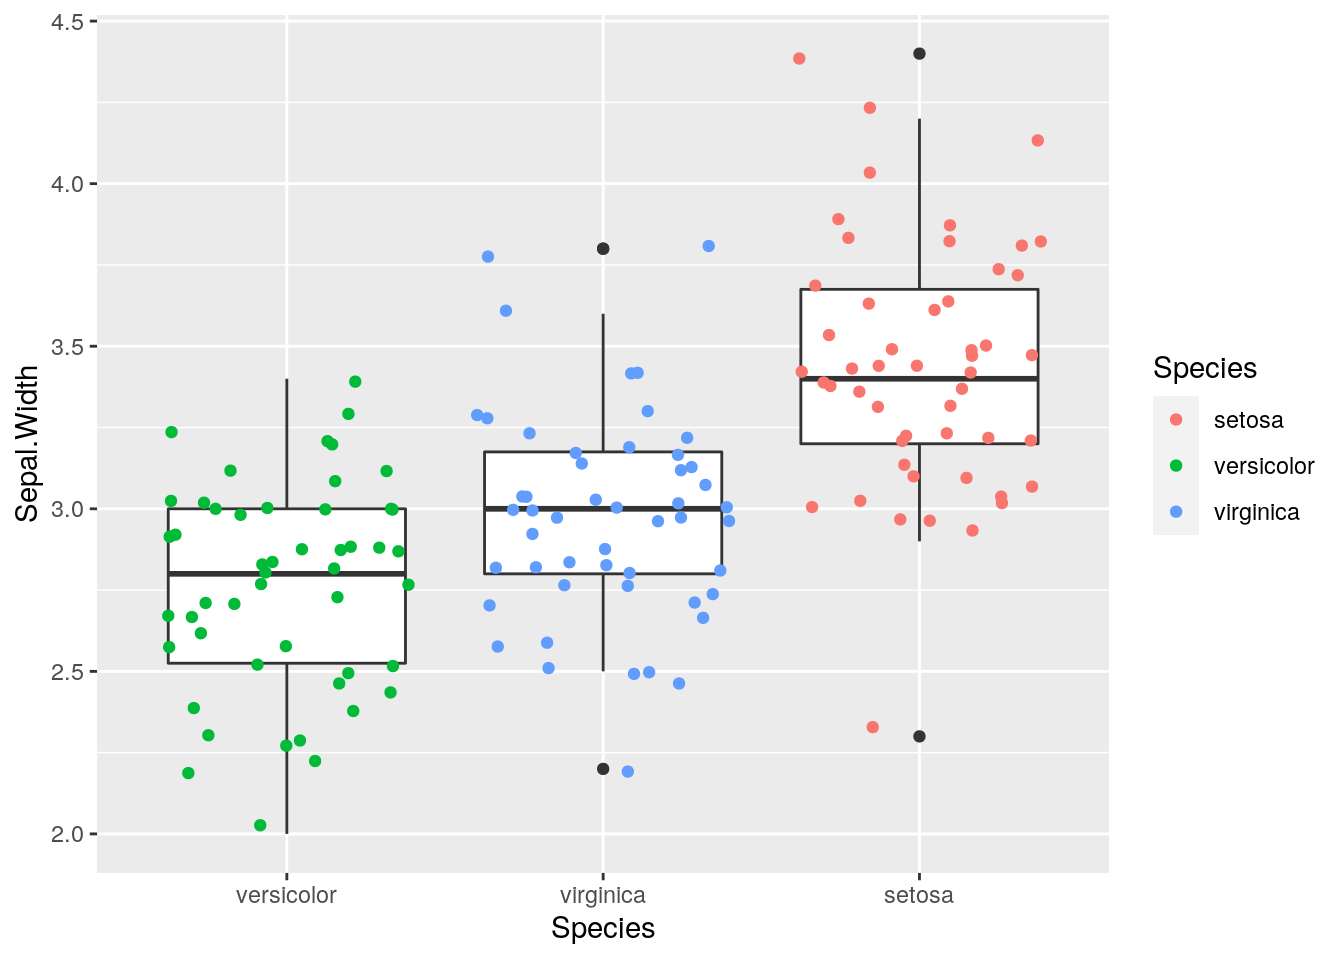 4.5
4.0
3.5
3.0
2.5
2.0
Sepal.Width
versicolor virginica setosa
Species
Species
setosa
versicolor
virginica